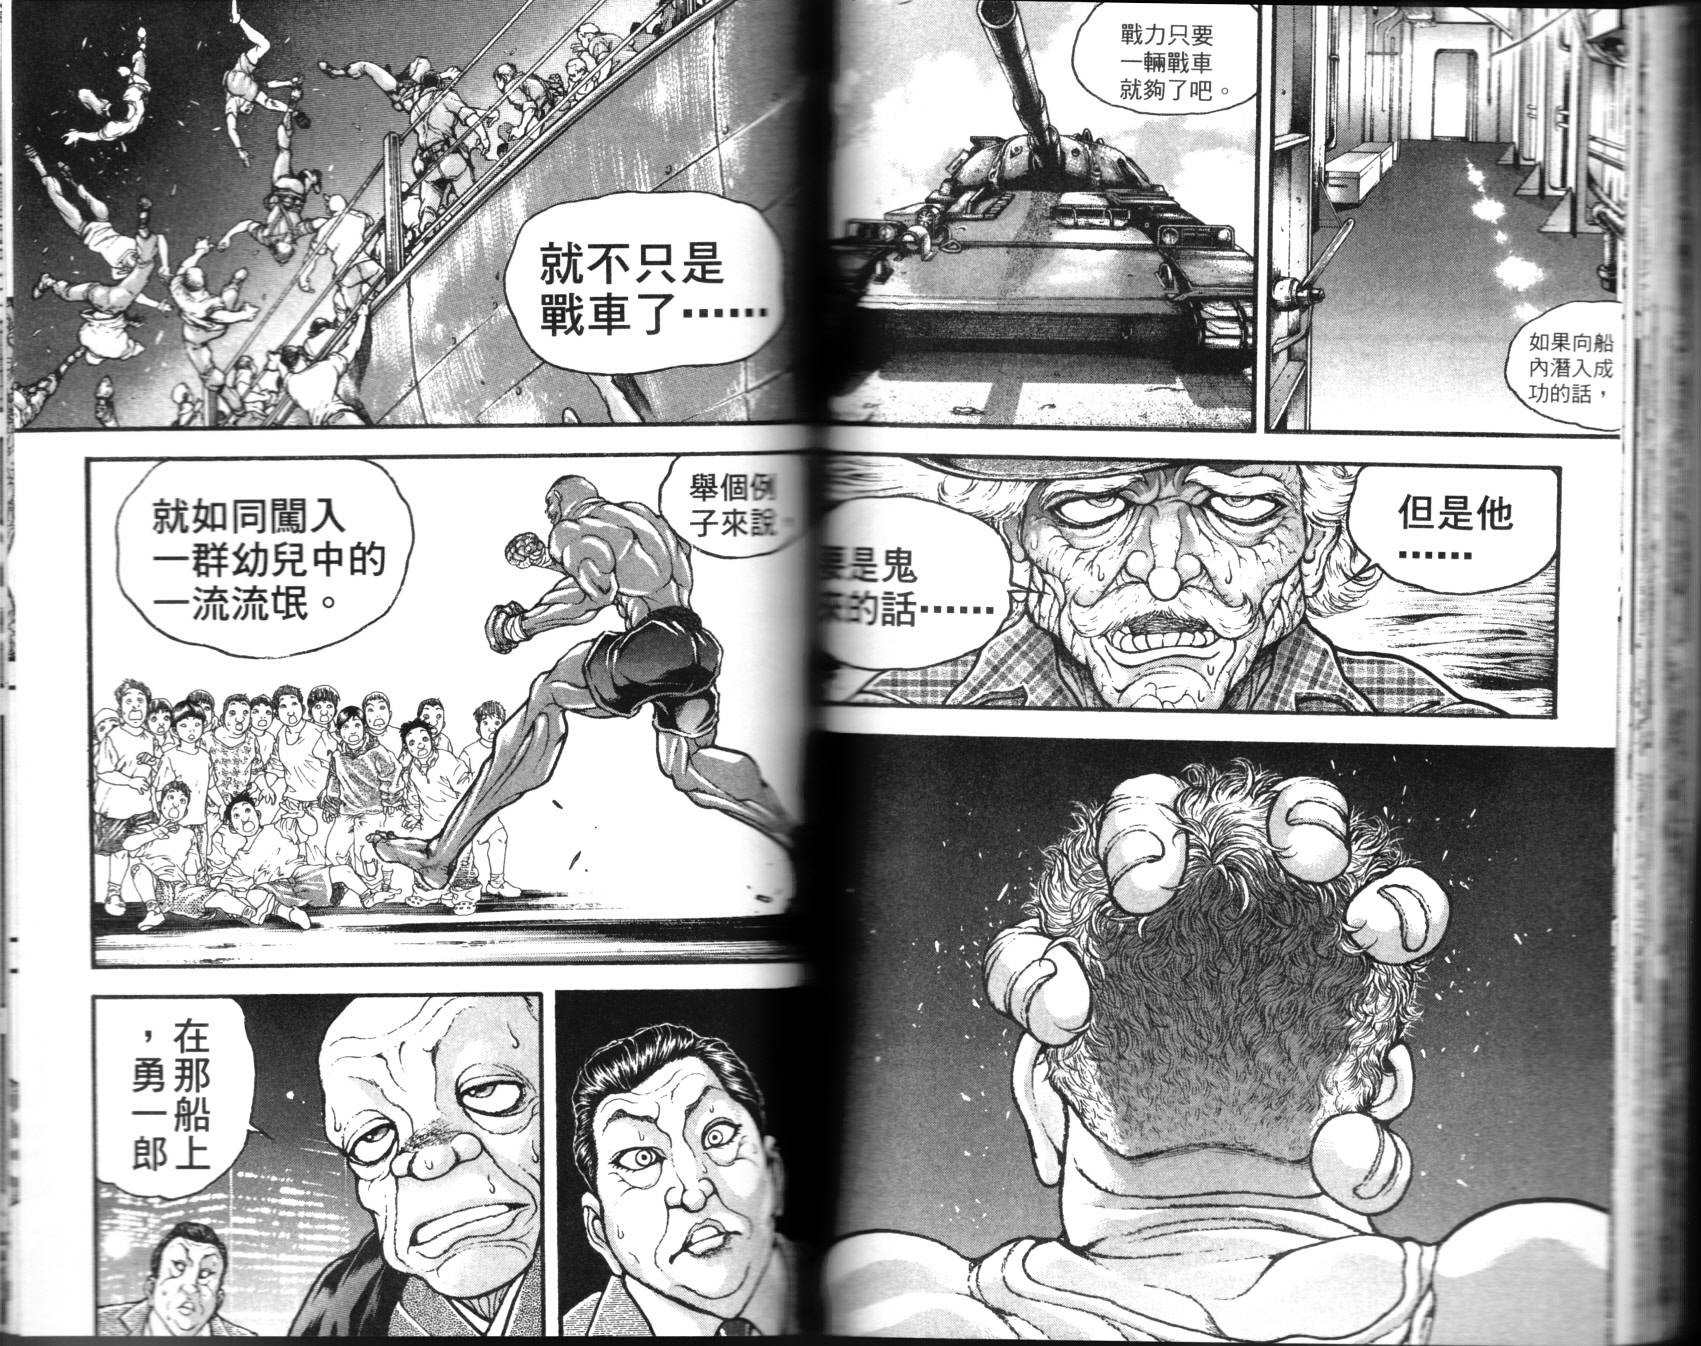 如果向船
內潛入成
功的話，
戰力只要
一輛戰車
就夠了吧。
但是他
……
是鬼
的話……
就不只是
戰車了……
舉個例
子來說，
就如同闖入
一群幼兒中的
一流流氓。
在那船上
，勇一郎